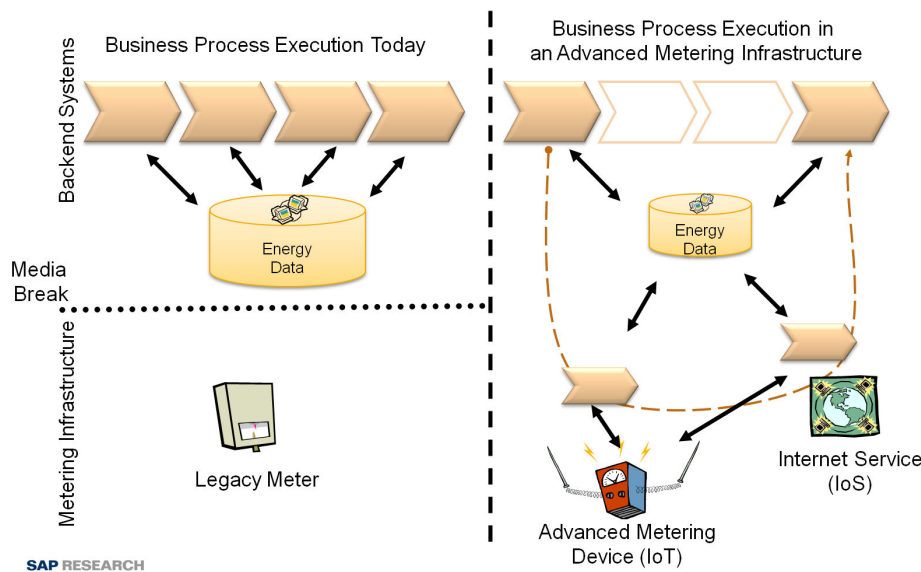 Business Process Execution Today
Business Process Execution in
an Advanced Metering Infrastructure
Backend Systems
Energy
Data
Energy
Data
Media
Break
Metering Infrastructure
Legacy Meter
Internet Service
(IoS)
Advanced Metering
Device (IoT)
SAP RESEARCH